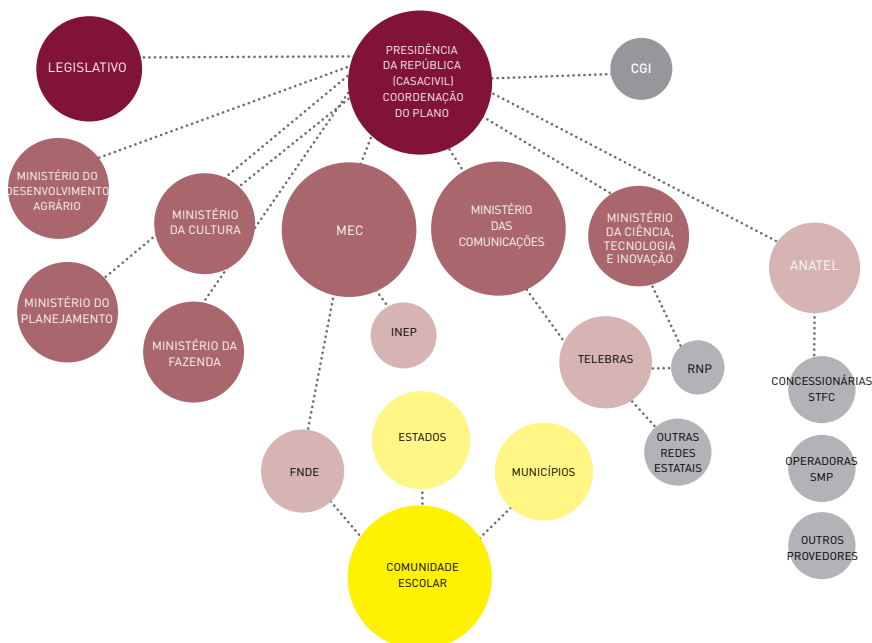 LEGISLATIVO
PRESIDÊNCIA
DA REPÚBLICA
(CASACIVIL)
COORDENAÇÃO
DO PLANO
CGI
MINISTÉRIO DO
DESENVOLVIMENTO
AGRÁRIO
MINISTÉRIO
DA CULTURA
MEC
MINISTÉRIO
DAS
COMUNICAÇÕES
MINISTÉRIO
DA CIÊNCIA,
TECNOLOGIA
E INOVAÇÃO
ANATEL
MINISTÉRIO DO
PLANEJAMENTO
MINISTÉRIO DA
FAZENDA
INEP
TELEBRAS
RNP
CONCESSIONÁRIAS
STFC
FNDE
ESTADOS
MUNICÍPIOS
OUTRAS
REDES
ESTATAIS
OPERADORAS
SMP
COMUNIDADE
ESCOLAR
OUTROS
PROVEDORES